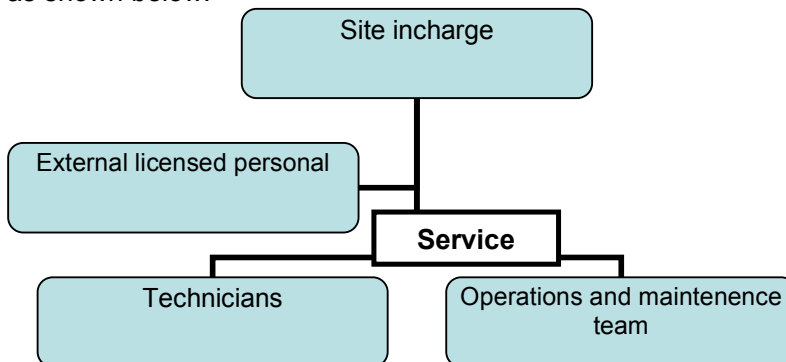 as shown below
Site incharge
External licensed personal
Service
Technicians
Operations and maintenence
team